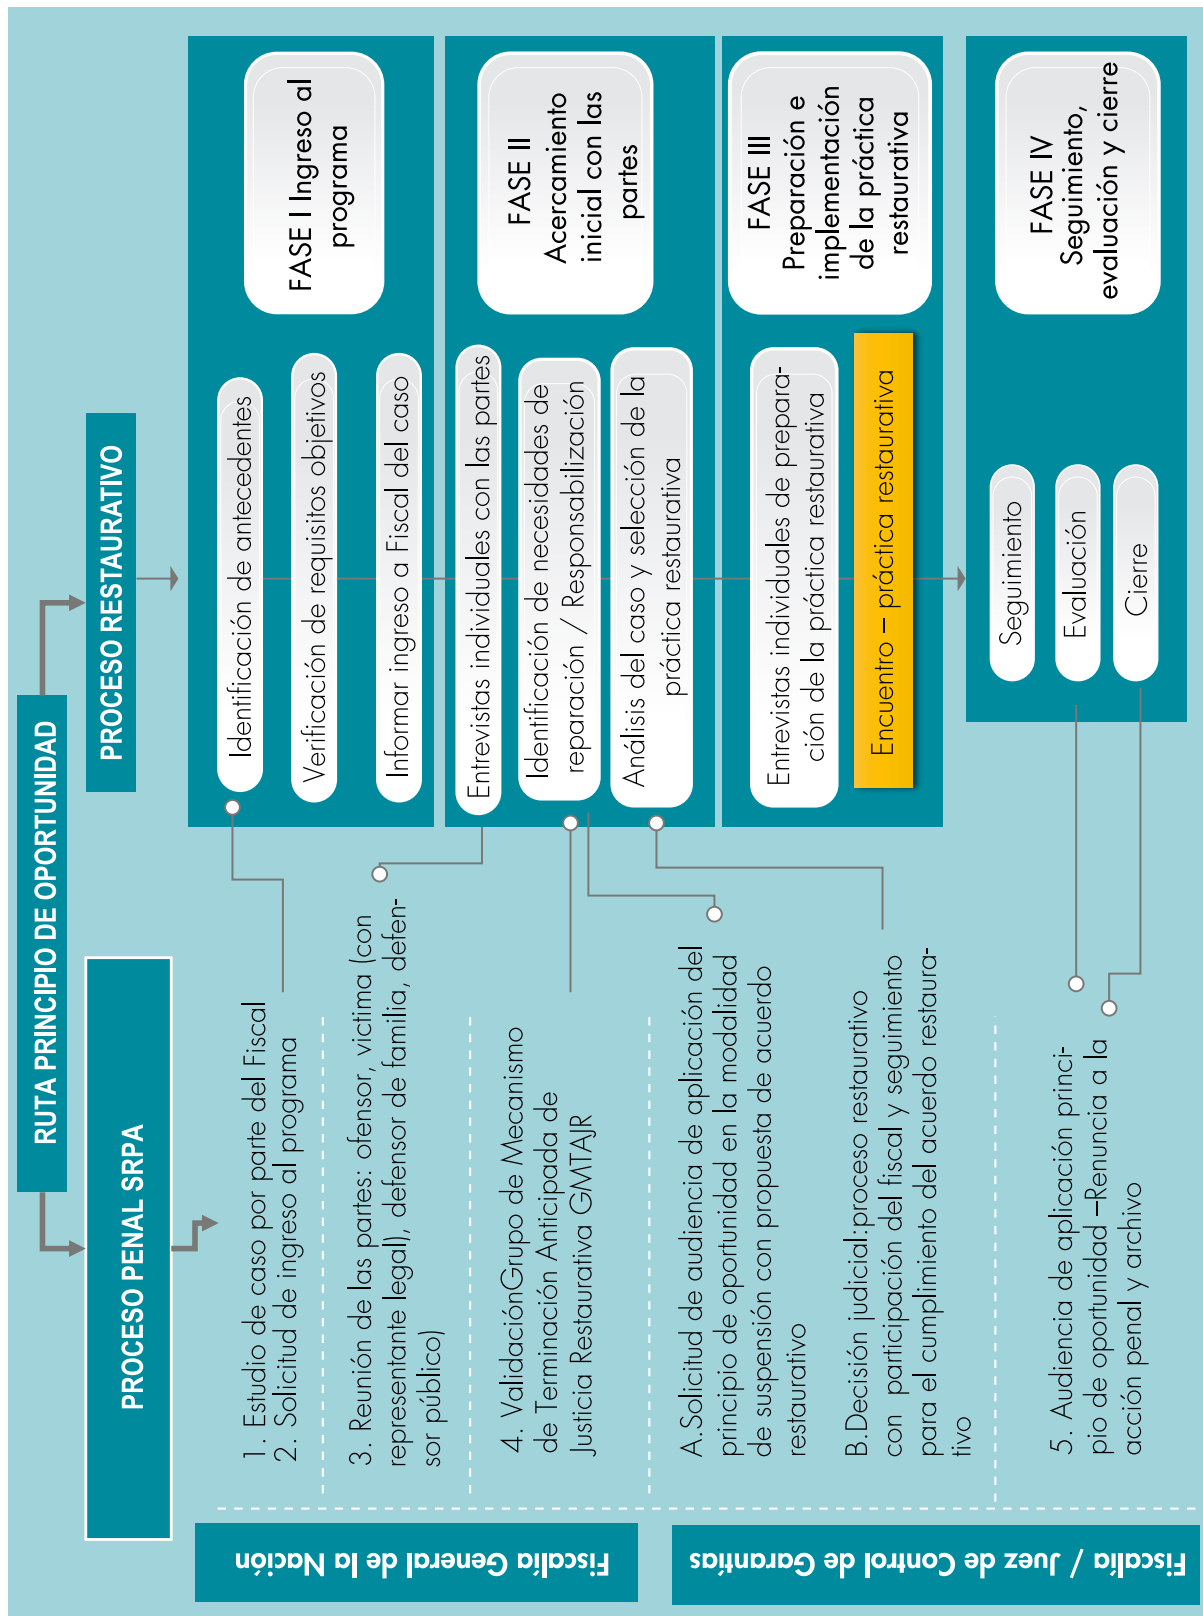 RUTA PRINCIPIO DE OPORTUNIDAD
PROCESO PENAL SRPA
PROCESO RESTAURATIVO
Fiscalía General de la Nación
1. Estudio de caso por parte del Fiscal
2. Solicitud de ingreso al programa
3. Reunión de las partes: ofensor, victima (con
representante legal), defensor de familia, defen-
sor público)
4. ValidaciónGrupo de Mecanismo
de Terminación Anticipada de
Justicia Restaurativa GMTAJR
Fiscalía / Juez de Control de Garantías
A.Solicitud de audiencia de aplicación del
principio de oportunidad en la modalidad
de suspensión con propuesta de acuerdo
restaurativo
B.Decisión judicial:proceso restaurativo
con participación del fiscal y seguimiento
para el cumplimiento del acuerdo restaura-
tivo
5. Audiencia de aplicación princi-
pio de oportunidad –Renuncia a la
acción penal y archivo
Identificación de antecedentes
Verificación de requisitos objetivos
Informar ingreso a Fiscal del caso
FASE I Ingreso al
programa
Entrevistas individuales con las partes
Identificación de necesidades de
reparación / Responsabilización
Análisis del caso y selección de la
práctica restaurativa
FASE II
Acercamiento
inicial con las
partes
Entrevistas individuales de prepara-
ción de la práctica restaurativa
Encuentro – práctica restaurativa
FASE III
Preparación e
implementación
de la práctica
restaurativa
Seguimiento
Evaluación
Cierre
FASE IV
Seguimiento,
evaluación y cierre